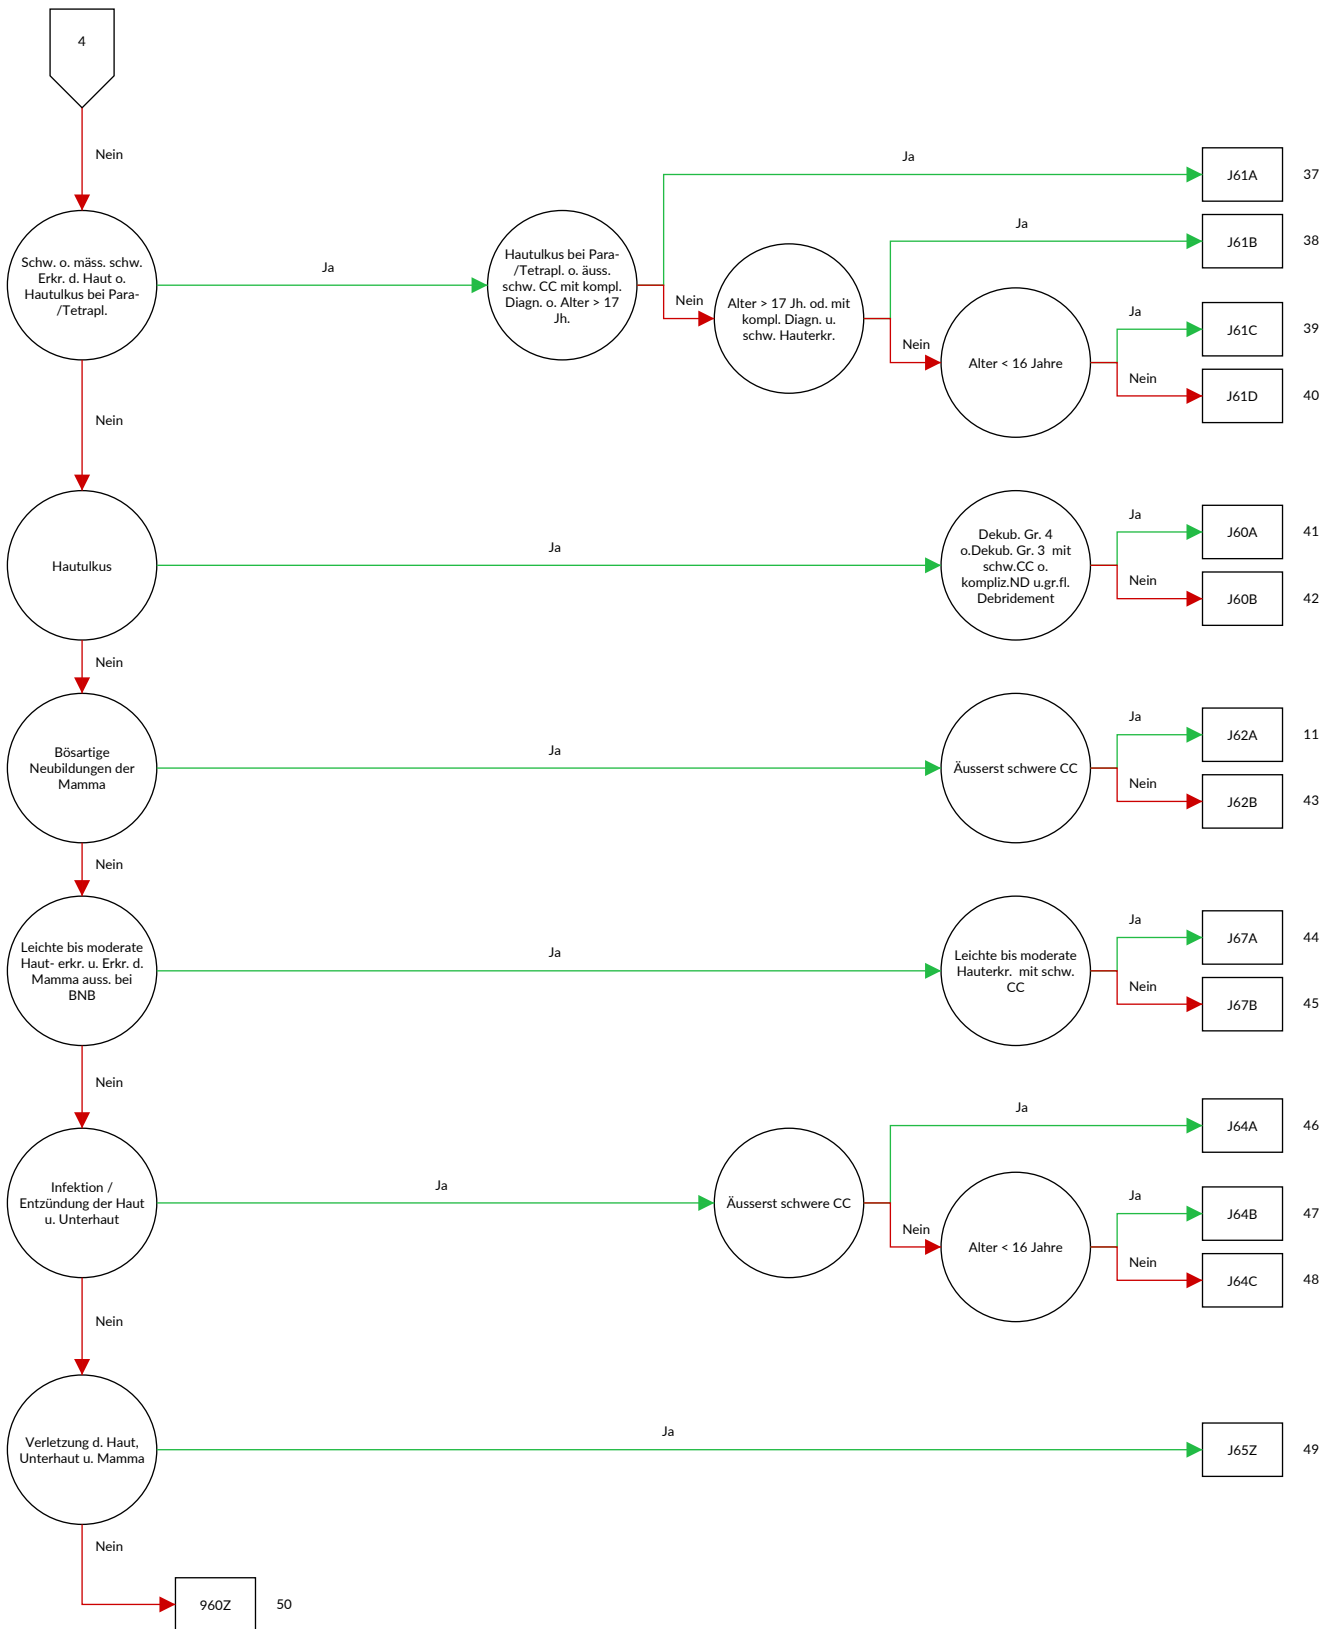 4
Nein
Schw. o. mäss. schw.
Erkr. d. Haut o.
Hautulkus bei Para-
/Tetrapl.
Ja
Hautulkus bei Para-
/Tetrapl. o. äuss.
schw. CC mit kompl.
Diagn. o. Alter > 17
Jh.
Ja
J61A
37
Nein
Alter > 17 Jh. od. mit
kompl. Diagn. u.
schw. Hauterkr.
Ja
J61B
38
Nein
Alter < 16 Jahre
Ja
J61C
39
Nein
J61D
40
Nein
Hautulkus
Ja
Dekub. Gr. 4
o.Dekub. Gr. 3 mit
schw.CC o.
kompliz.ND u.gr.fl.
Debridement
Ja
J60A
41
Nein
J60B
42
Nein
Bösartige
Neubildungen der
Mamma
Ja
Äusserst schwere CC
Ja
J62A
11
Nein
J62B
43
Nein
Leichte bis moderate
Haut- erkr. u. Erkr. d.
Mamma auss. bei
BNB
Ja
Leichte bis moderate
Hauterkr. mit schw.
CC
Ja
J67A
44
Nein
J67B
45
Nein
Infektion /
Entzündung der Haut
u. Unterhaut
Ja
Äusserst schwere CC
Ja
J64A
46
Nein
Alter < 16 Jahre
Ja
J64B
47
Nein
J64C
48
Nein
Verletzung d. Haut,
Unterhaut u. Mamma
Ja
J65Z
49
Nein
960Z
50